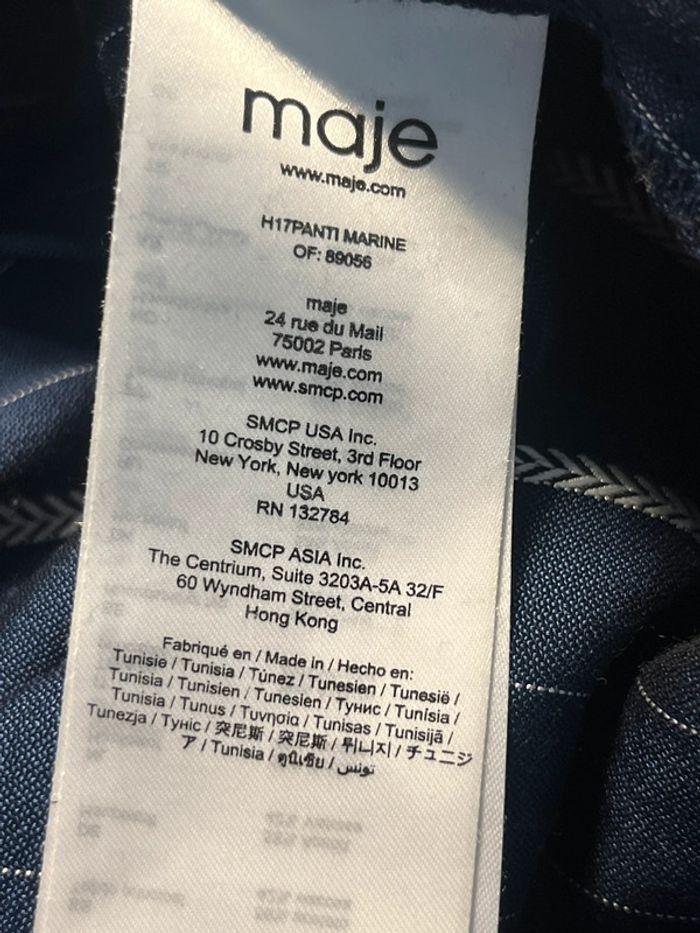 maje
www.maje.com
H17PANTI MARINE
OF: 89056
maje
24 rue du Mail
75002 Paris
www.maje.com
www.smcp.com
SMCP USA Inc.
10 Crosby Street, 3rd Floor
New York, New york 10013
USA
RN 132784
SMCP ASIA Inc.
The Centrium, Suite 3203A-5A 32/F
60 Wyndham Street, Central
Hong Kong
Fabriqué en / Made in / Hecho en:
Tunisie / Tunisia / Túnez / Tunesien / Tunesië /
Tunisia / Tunisien / Tunesien / Тунис / Tunísia /
Tunisia / Tunus / Τυνησία / Tunisas / Tunisijā /
Tunezja / Туніс / 突尼斯 / 突尼斯 / 튀니지 / チュニジ
ア / Tunisia / ตูนิเซีย / تونس